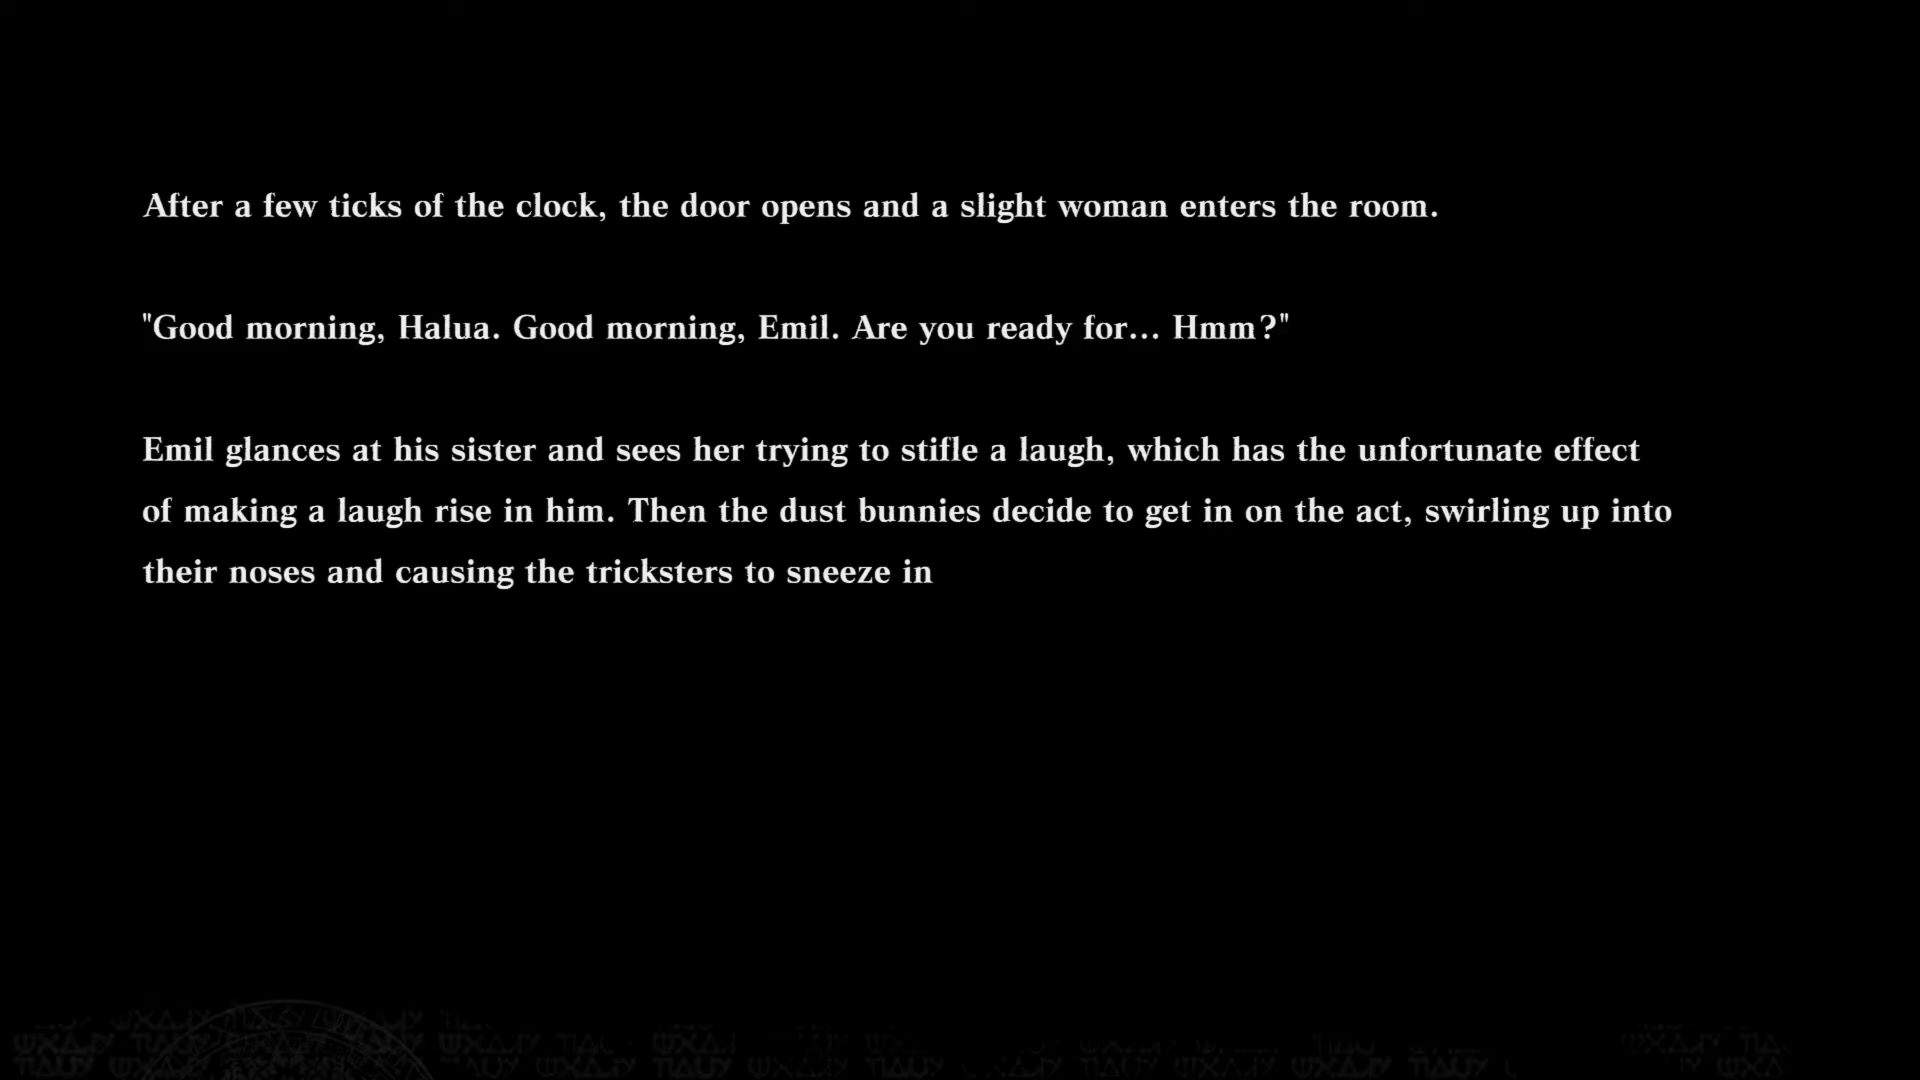 After a few ticks of the clock, the door opens and a slight woman enters the room.
"Good morning, Halua. Good morning, Emil. Are you ready for... Hmm?"
Emil glances at his sister and sees her trying to stifle a laugh, which has the unfortunate effect
of making a laugh rise in him. Then the dust bunnies decide to get in on the act, swirling up into
their noses and causing the tricksters to sneeze in